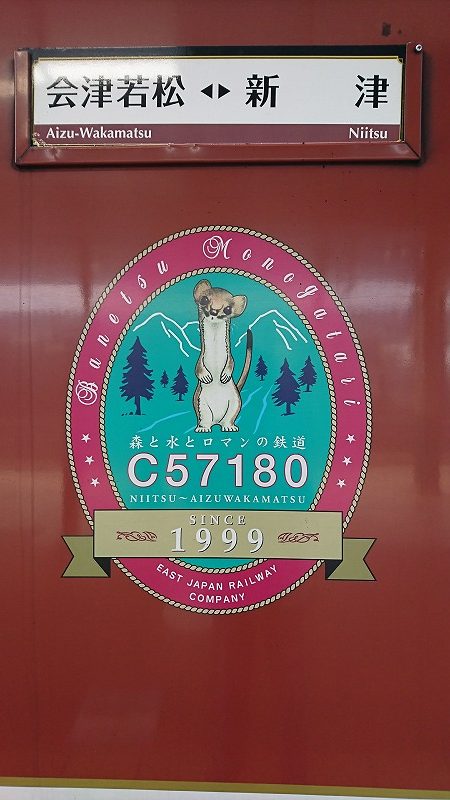 会津若松 ◂▸ 新 津
Aizu-Wakamatsu Niitsu
Banetsu Monogatari
森と水とロマンの鉄道
C57180
NIITSU~AIZUWAKAMATSU
SINCE
1999
EAST JAPAN RAILWAY
COMPANY